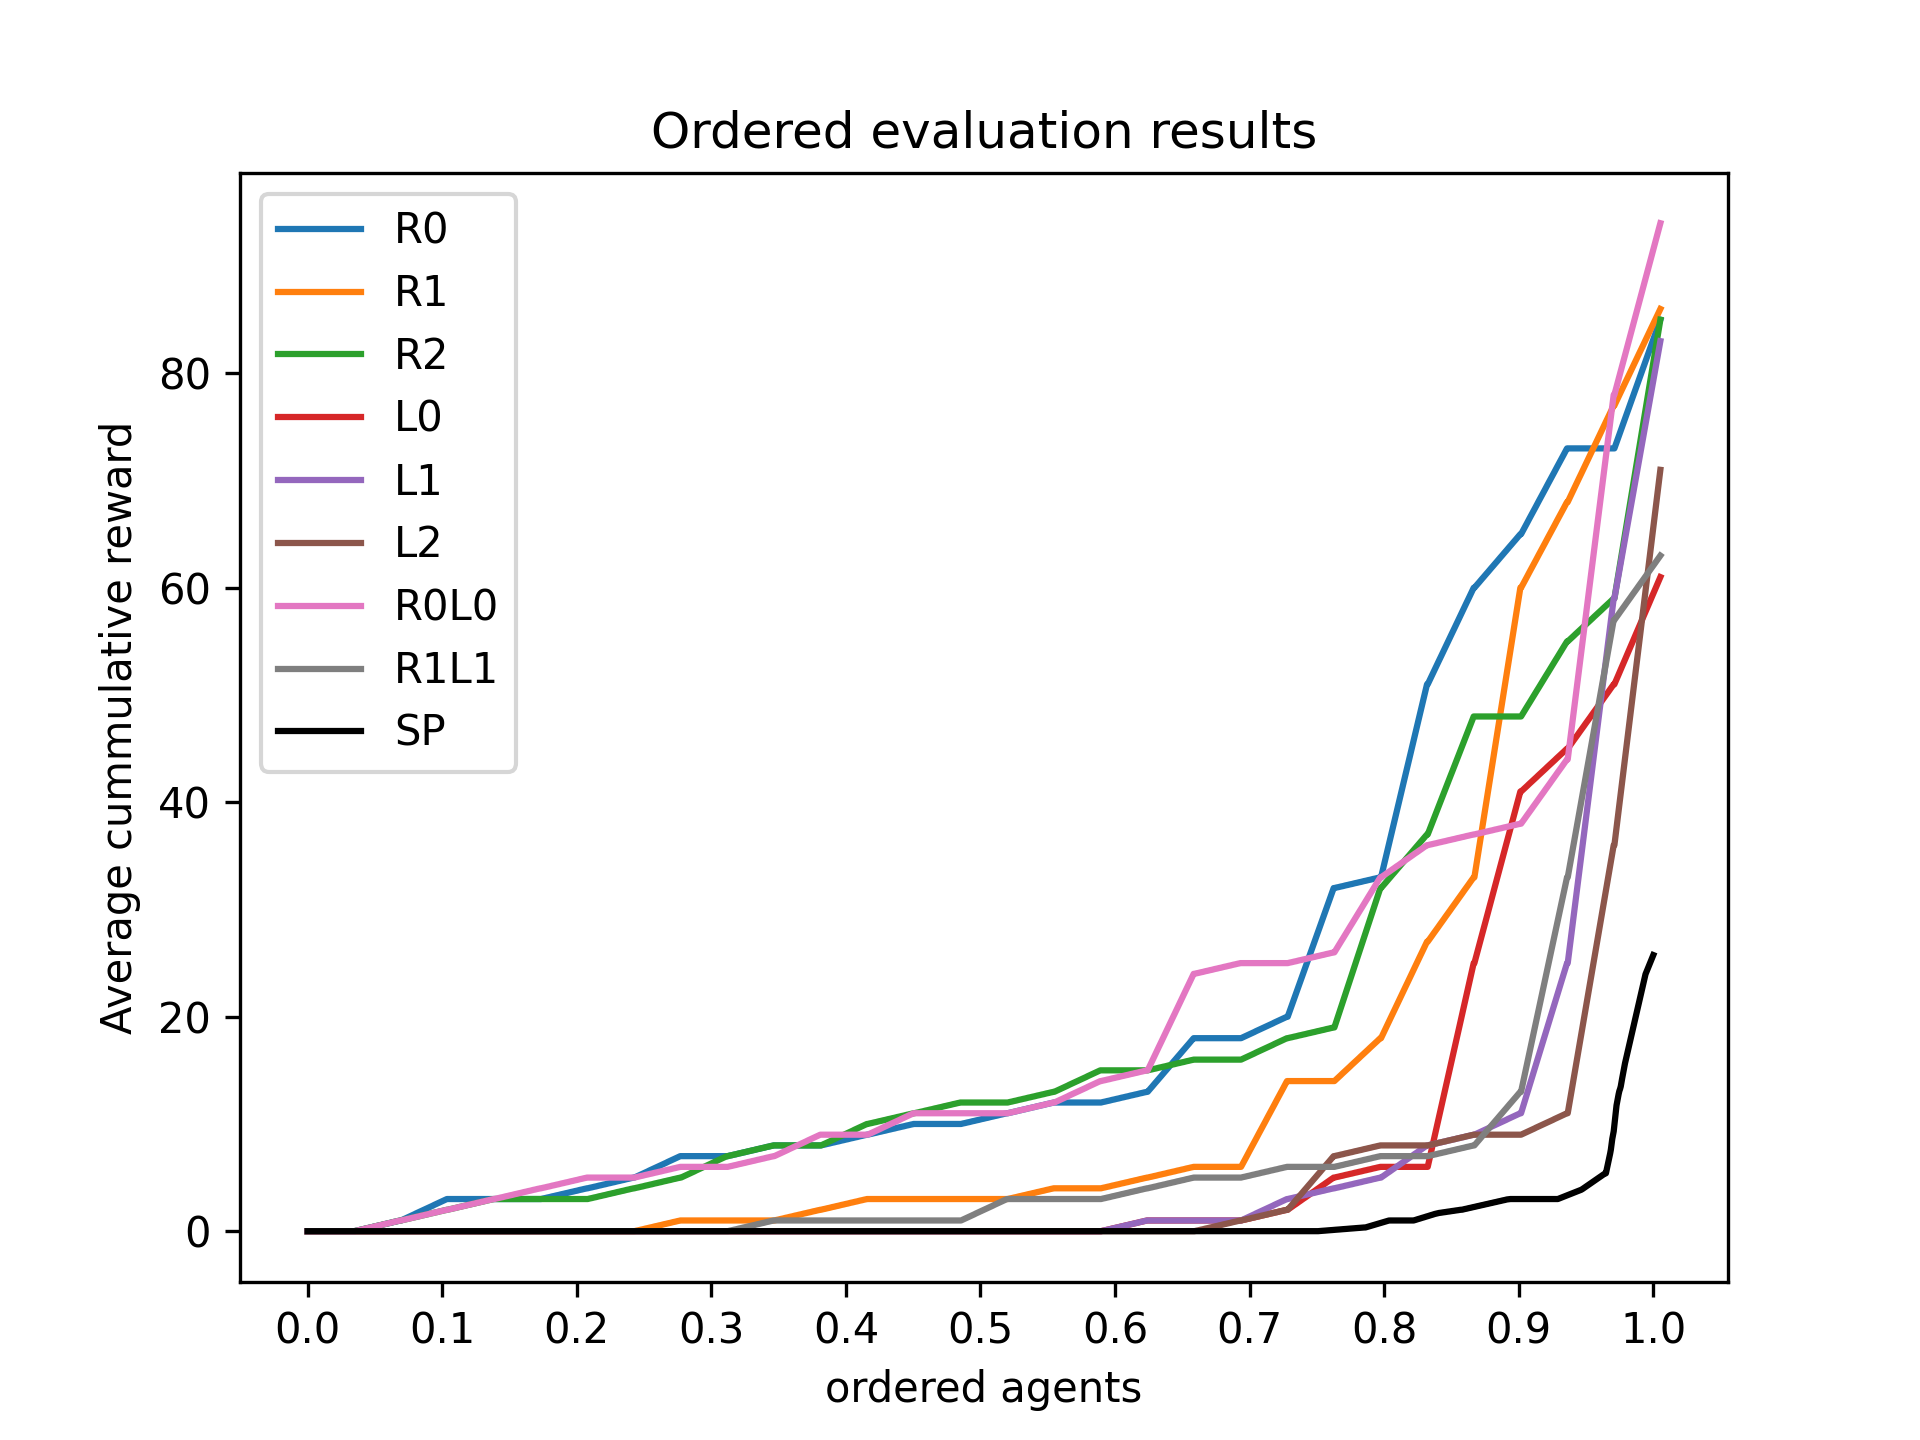 Ordered evaluation results
R0
R1
R2
L0
L1
L2
R0L0
R1L1
SP
Average cummulative reward
80
60
40
20
0
0.0 0.1 0.2 0.3 0.4 0.5 0.6 0.7 0.8 0.9 1.0
ordered agents